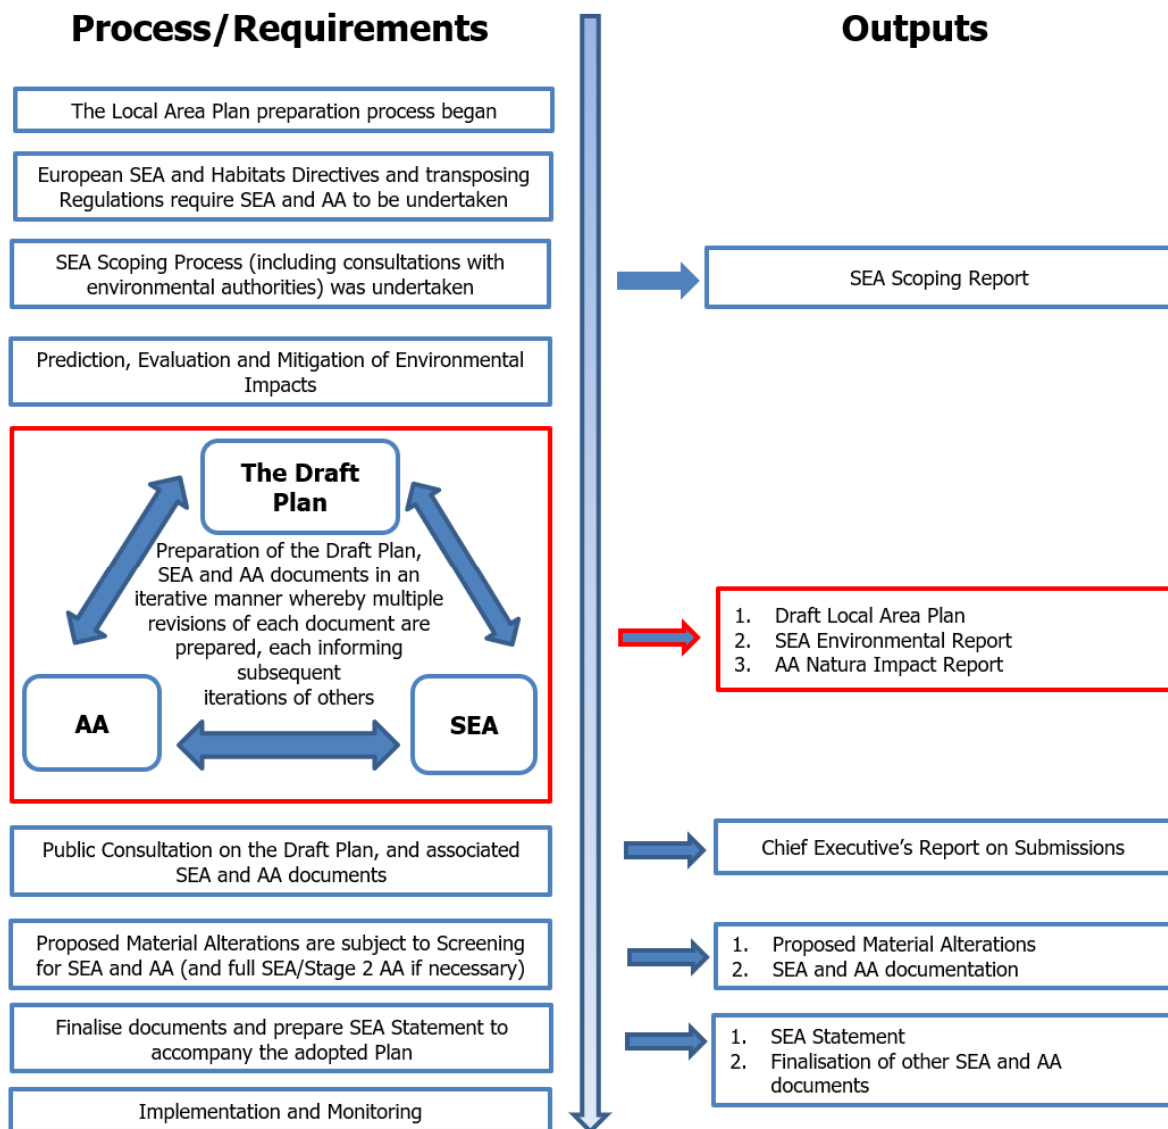 Process/Requirements
Outputs
The Local Area Plan preparation process began
European SEA and Habitats Directives and transposing
Regulations require SEA and AA to be undertaken
SEA Scoping Process (including consultations with
environmental authorities) was undertaken
SEA Scoping Report
Prediction, Evaluation and Mitigation of Environmental
Impacts
The Draft
Plan
Preparation of the Draft Plan,
SEA and AA documents in an
iterative manner whereby multiple
revisions of each document are
prepared, each informing
subsequent
iterations of others
AA
SEA
1. Draft Local Area Plan
2. SEA Environmental Report
3. AA Natura Impact Report
Public Consultation on the Draft Plan, and associated
SEA and AA documents
Chief Executive's Report on Submissions
Proposed Material Alterations are subject to Screening
for SEA and AA (and full SEA/Stage 2 AA if necessary)
1. Proposed Material Alterations
2. SEA and AA documentation
Finalise documents and prepare SEA Statement to
accompany the adopted Plan
1. SEA Statement
2. Finalisation of other SEA and AA
documents
Implementation and Monitoring